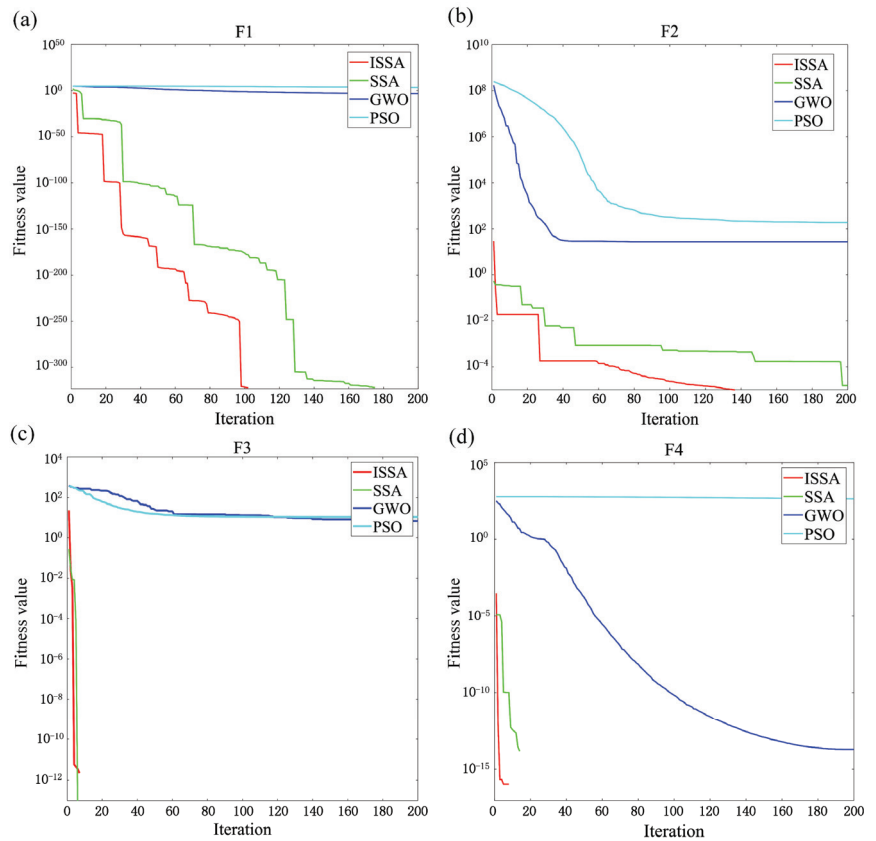 (a)
F1
10^50
10^0
10^-50
10^-100
10^-150
10^-200
10^-250
10^-300
Fitness value
0 20 40 60 80 100 120 140 160 180 200
Iteration
ISSA
SSA
GWO
PSO
(b)
F2
10^10
10^8
10^6
10^4
10^2
10^0
10^-2
10^-4
Fitness value
0 20 40 60 80 100 120 140 160 180 200
Iteration
ISSA
SSA
GWO
PSO
(c)
F3
10^4
10^2
10^0
10^-2
10^-4
10^-6
10^-8
10^-10
10^-12
Fitness value
0 20 40 60 80 100 120 140 160 180 200
Iteration
ISSA
SSA
GWO
PSO
(d)
F4
10^5
10^0
10^-5
10^-10
10^-15
Fitness value
0 20 40 60 80 100 120 140 160 180 200
Iteration
ISSA
SSA
GWO
PSO